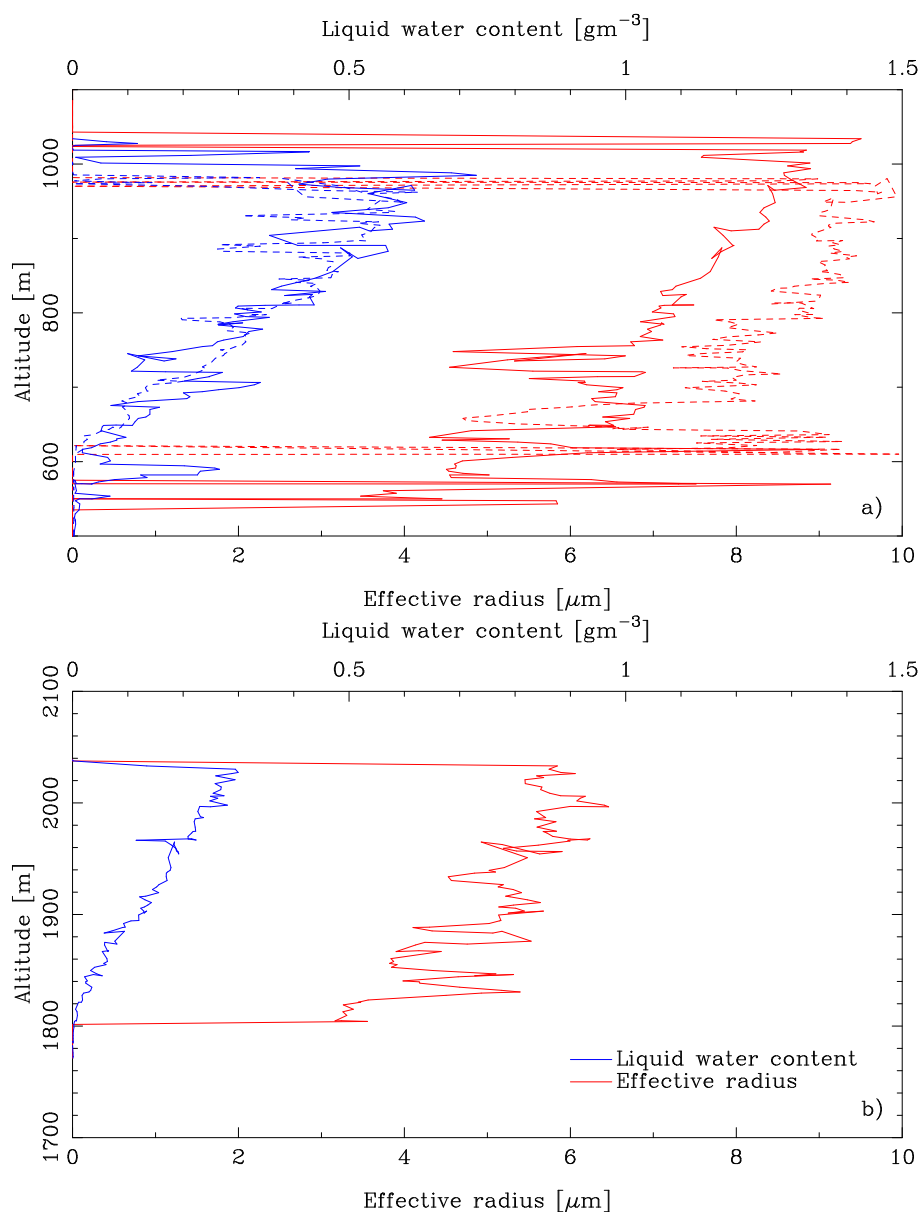 Liquid water content [gm⁻³]
0 0.5 1 1.5
1000
800
600
Altitude [m]
a)
0 2 4 6 8 10
Effective radius [μm]
Liquid water content [gm⁻³]
0 0.5 1 1.5
2100
2000
1900
1800
1700
Altitude [m]
Liquid water content
Effective radius
b)
0 2 4 6 8 10
Effective radius [μm]